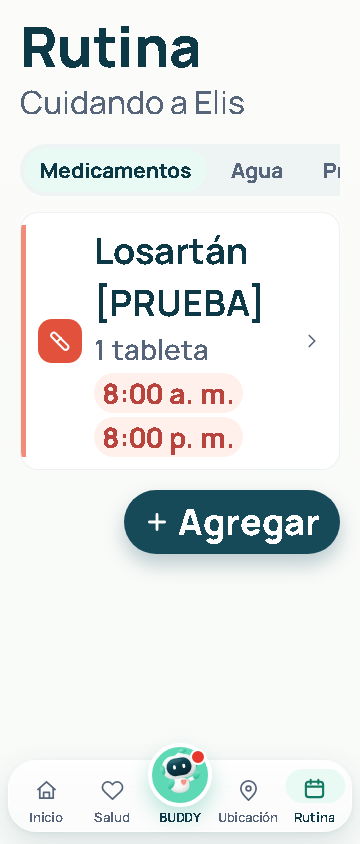 Rutina
Cuidando a Elis
Medicamentos
Agua
Losartán
[PRUEBA]
1 tableta
8:00 a. m.
8:00 p. m.
+ Agregar
Inicio
Salud
BUDDY
Ubicación
Rutina